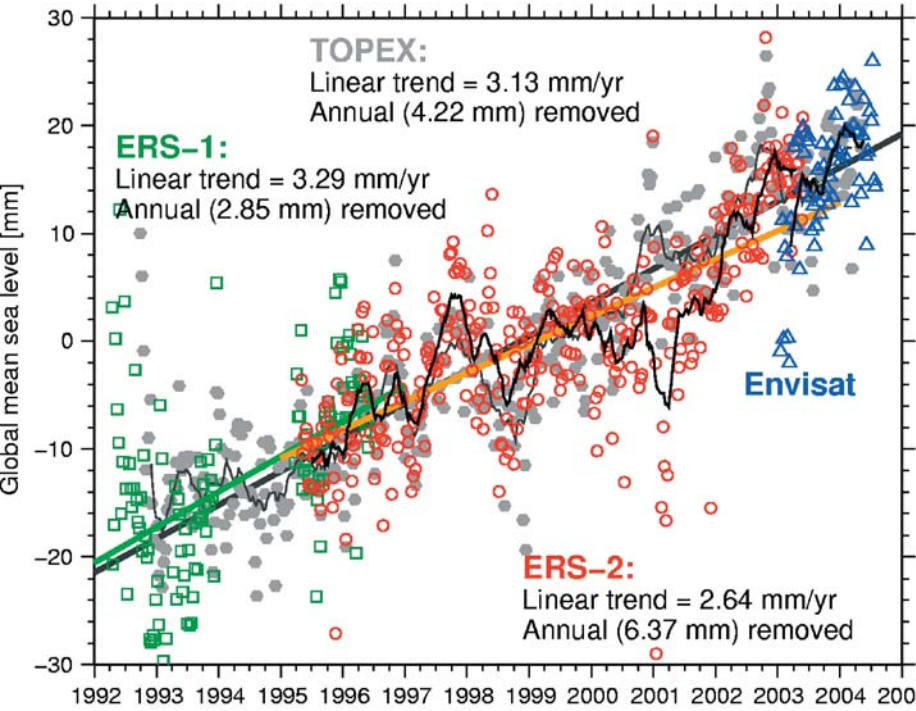 30
20
10
0
−10
−20
−30
Global mean sea level [mm]
TOPEX:
Linear trend = 3.13 mm/yr
Annual (4.22 mm) removed
ERS−1:
Linear trend = 3.29 mm/yr
Annual (2.85 mm) removed
Envisat
ERS−2:
Linear trend = 2.64 mm/yr
Annual (6.37 mm) removed
1992 1993 1994 1995 1996 1997 1998 1999 2000 2001 2002 2003 2004 200